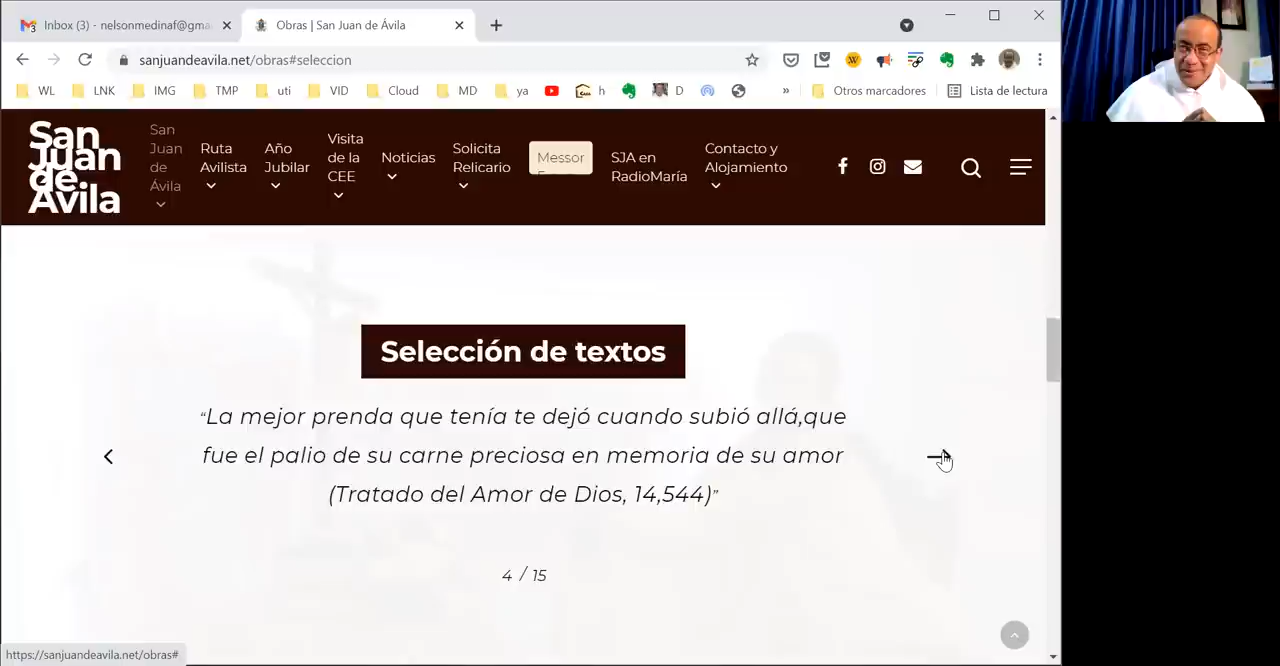 Inbox (3) - nelsonmedinaf@gma
Obras | San Juan de Ávila
sanjuandeavila.net/obras#seleccion
WL LNK IMG TMP uti VID Cloud MD ya h D » Otros marcadores Lista de lectura
San
Juan
de
Ávila
San
Juan
de
Ávila
Ruta
Avilista
Año
Jubilar
Visita
de la
CEE
Noticias
Solicita
Relicario
Messor
SJA en
RadioMaría
Contacto y
Alojamiento
Selección de textos
“La mejor prenda que tenía te dejó cuando subió allá,que
fue el palio de su carne preciosa en memoria de su amor
(Tratado del Amor de Dios, 14,544)”
4 / 15
https://sanjuandeavila.net/obras#